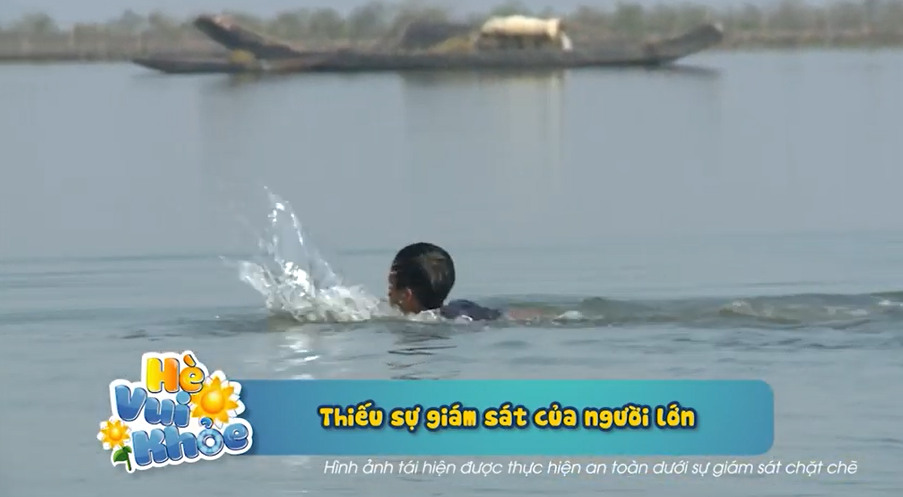 Hè
Vui
Khỏe
Thiếu sự giám sát của người lớn
Hình ảnh tái hiện được thực hiện an toàn dưới sự giám sát chặt chẽ